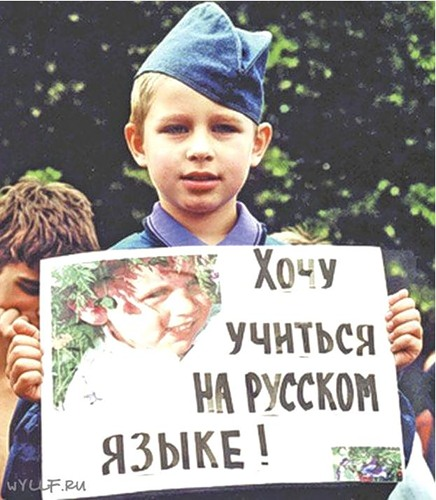 Хочу
учиться
на русском
языке!
WYLLF.RU